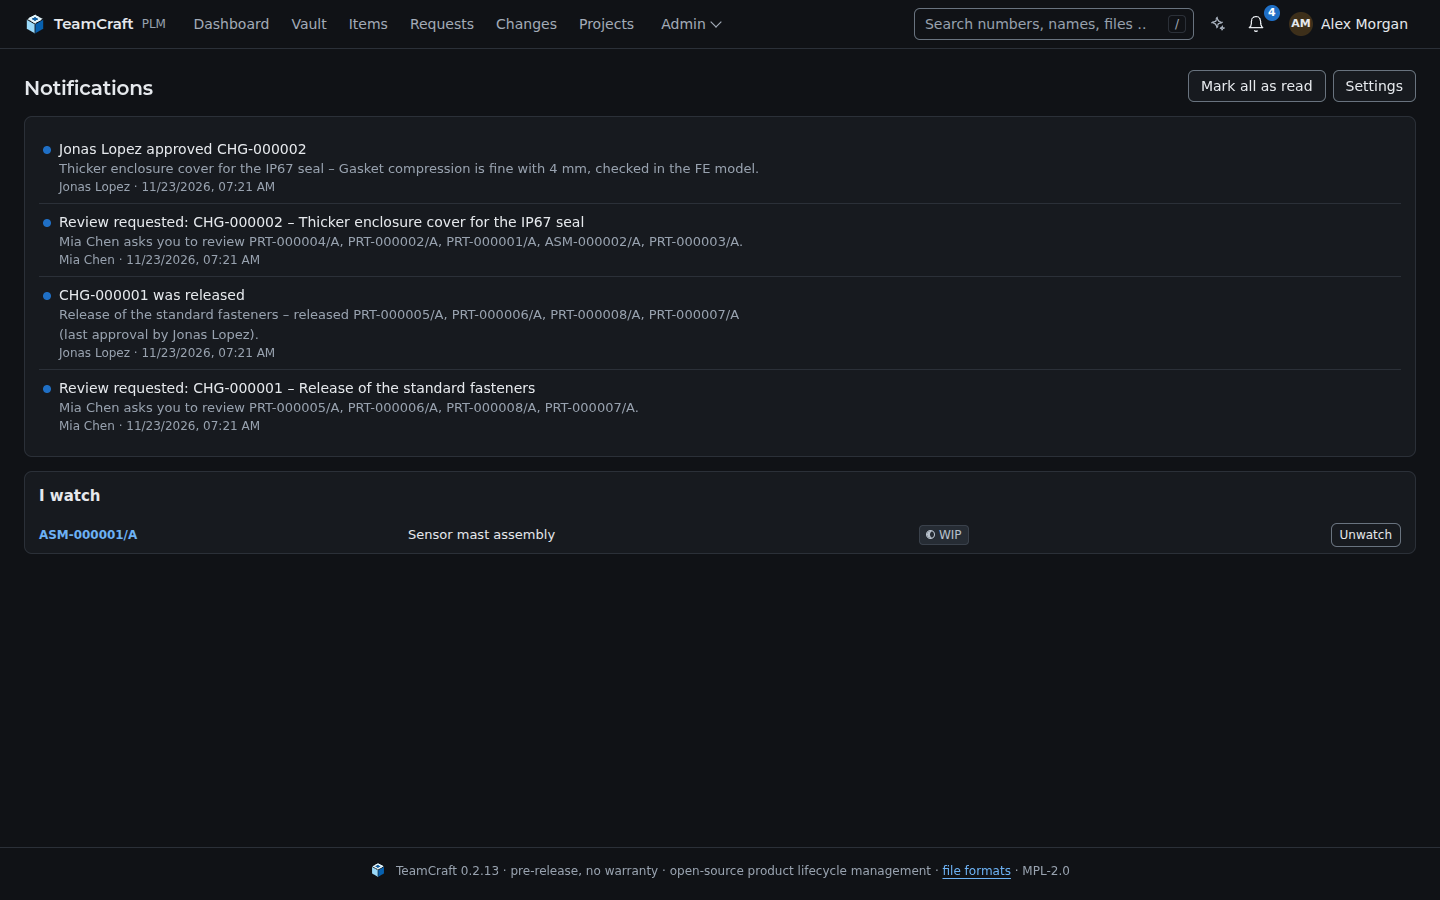 TeamCraft PLM Dashboard Vault Items Requests Changes Projects Admin Search numbers, names, files .. / 4 AM Alex Morgan
Notifications Mark all as read Settings
Jonas Lopez approved CHG-000002
Thicker enclosure cover for the IP67 seal – Gasket compression is fine with 4 mm, checked in the FE model.
Jonas Lopez · 11/23/2026, 07:21 AM
Review requested: CHG-000002 – Thicker enclosure cover for the IP67 seal
Mia Chen asks you to review PRT-000004/A, PRT-000002/A, PRT-000001/A, ASM-000002/A, PRT-000003/A.
Mia Chen · 11/23/2026, 07:21 AM
CHG-000001 was released
Release of the standard fasteners – released PRT-000005/A, PRT-000006/A, PRT-000008/A, PRT-000007/A
(last approval by Jonas Lopez).
Jonas Lopez · 11/23/2026, 07:21 AM
Review requested: CHG-000001 – Release of the standard fasteners
Mia Chen asks you to review PRT-000005/A, PRT-000006/A, PRT-000008/A, PRT-000007/A.
Mia Chen · 11/23/2026, 07:21 AM
I watch
ASM-000001/A Sensor mast assembly WIP Unwatch
TeamCraft 0.2.13 · pre-release, no warranty · open-source product lifecycle management · file formats · MPL-2.0